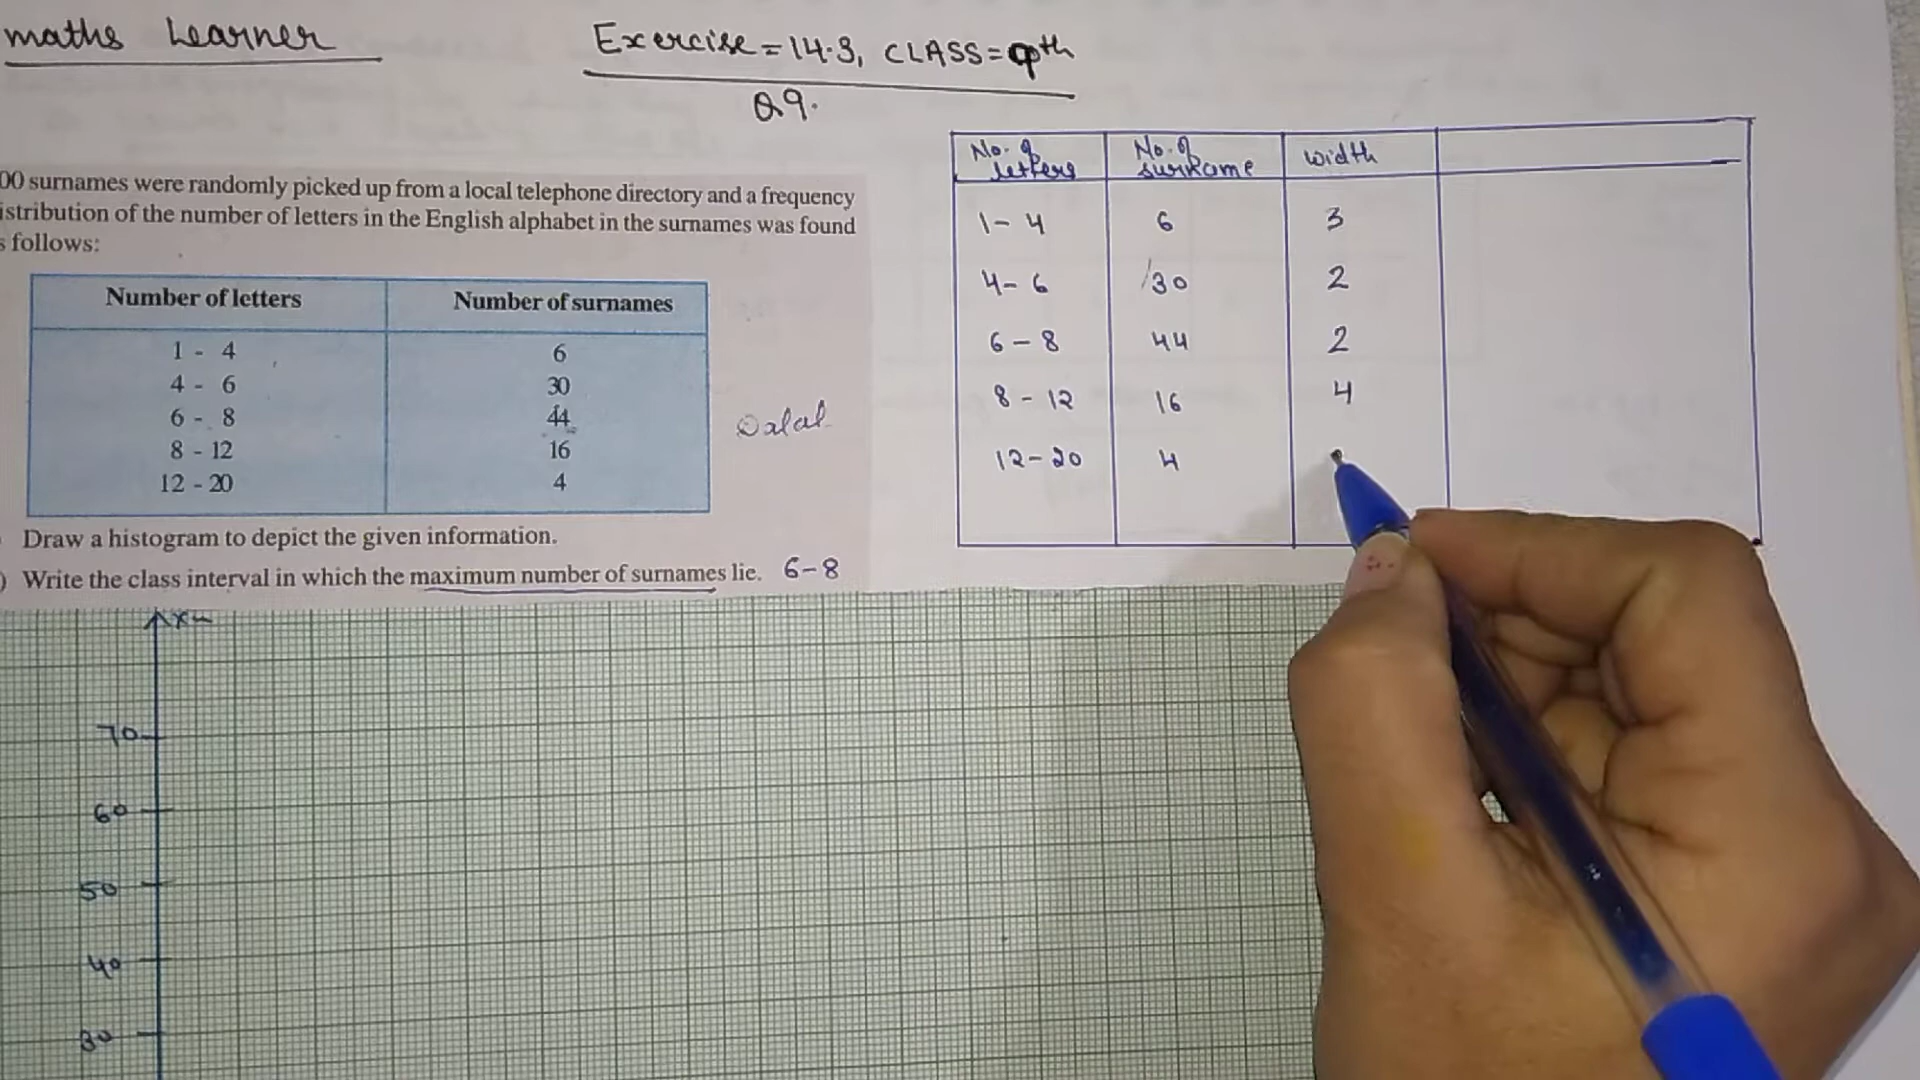 maths Learner
Exercise = 14.3, CLASS = 9th
Q9.
00 surnames were randomly picked up from a local telephone directory and a frequency
istribution of the number of letters in the English alphabet in the surnames was found
s follows:
Number of letters Number of surnames
1 - 4 6
4 - 6 30
6 - 8 44
8 - 12 16
12 - 20 4
Draw a histogram to depict the given information.
) Write the class interval in which the maximum number of surnames lie. 6-8
No. of letters No. of surname width
1-4 6 3
4-6 30 2
6-8 44 2
8-12 16 4
12-20 4
70
60
50
40
30